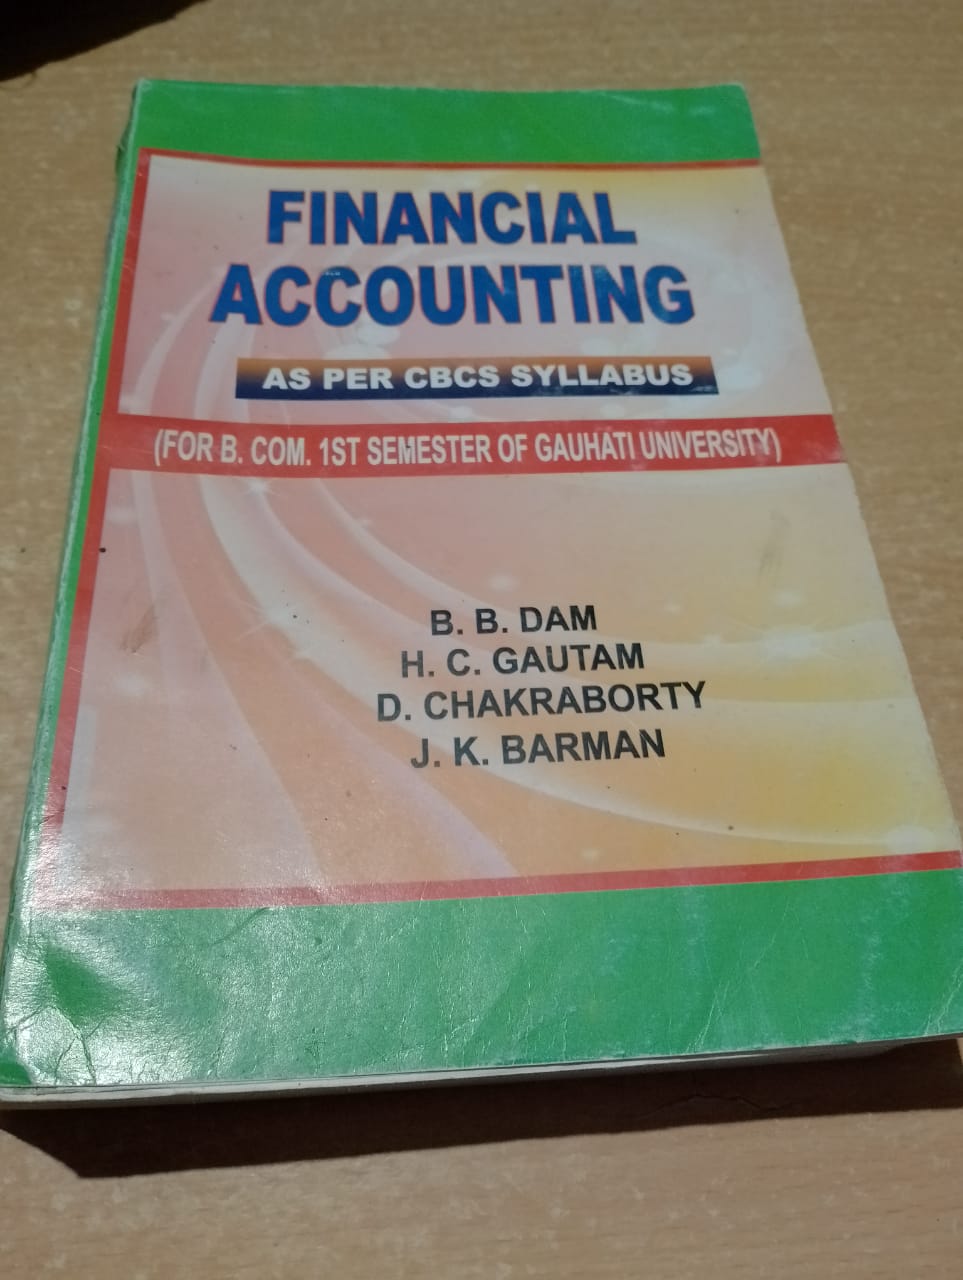 FINANCIAL
ACCOUNTING
AS PER CBCS SYLLABUS
(FOR B. COM. 1ST SEMESTER OF GAUHATI UNIVERSITY)
B. B. DAM
H. C. GAUTAM
D. CHAKRABORTY
J. K. BARMAN